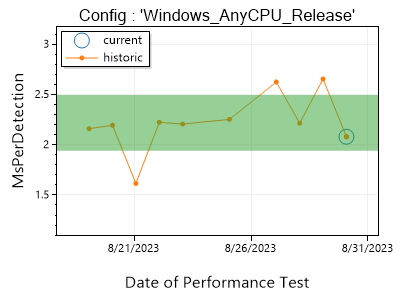 Config : 'Windows_AnyCPU_Release'
current
historic
MsPerDetection
3
2.5
2
1.5
8/21/2023
8/26/2023
8/31/2023
Date of Performance Test